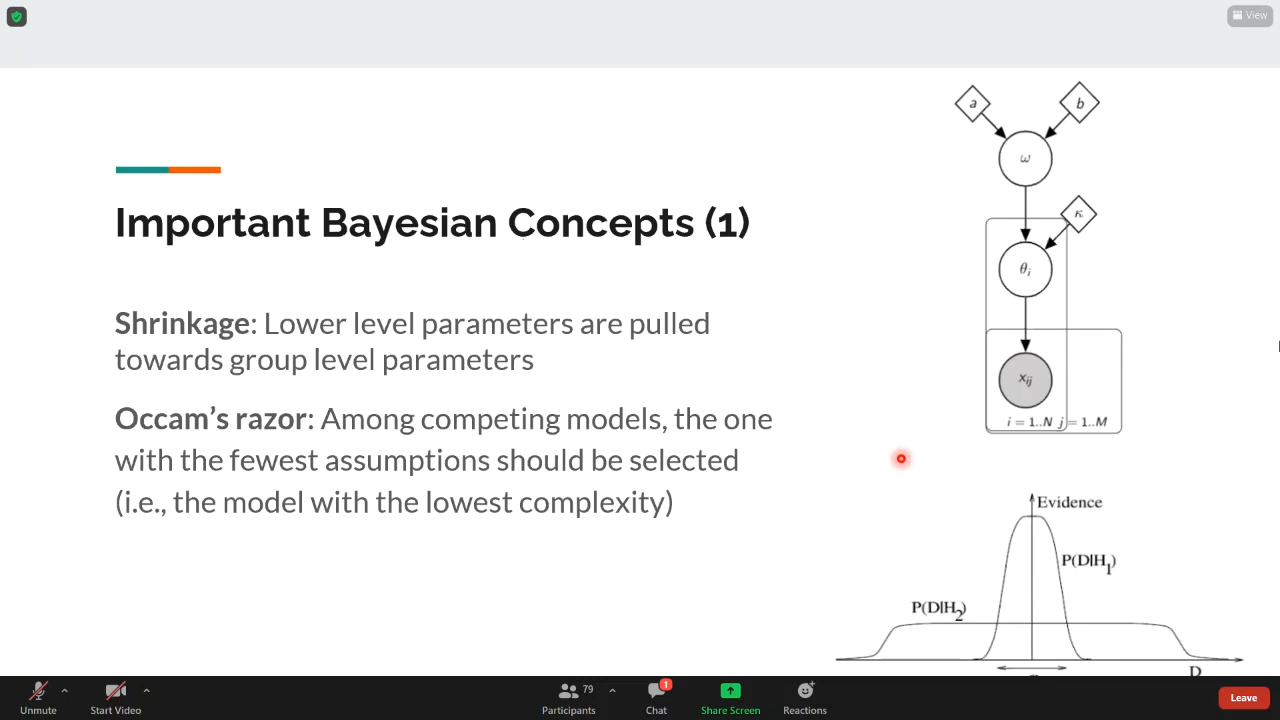 View
a
b
ω
Important Bayesian Concepts (1)
κ
θi
Shrinkage: Lower level parameters are pulled
towards group level parameters
xij
Occam's razor: Among competing models, the one
i = 1..N j = 1..M
with the fewest assumptions should be selected
(i.e., the model with the lowest complexity)
Evidence
P(D|H1)
P(D|H2)
D
Unmute
Start Video
Participants
79
Chat
1
Share Screen
Reactions
Leave